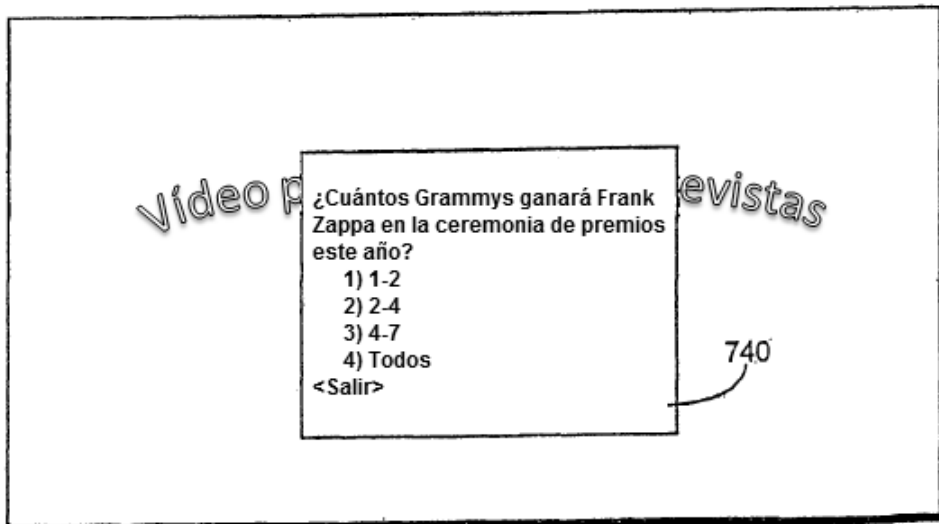 Vídeo p evistas
¿Cuántos Grammys ganará Frank
Zappa en la ceremonia de premios
este año?
1) 1-2
2) 2-4
3) 4-7
4) Todos
<Salir>
740